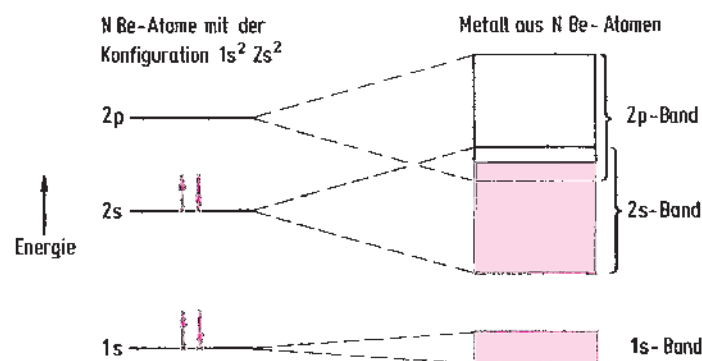 N Be-Atome mit der
Konfiguration 1s² 2s²
Metall aus N Be-Atomen
2p
2p-Band
2s
2s-Band
Energie
1s
1s-Band